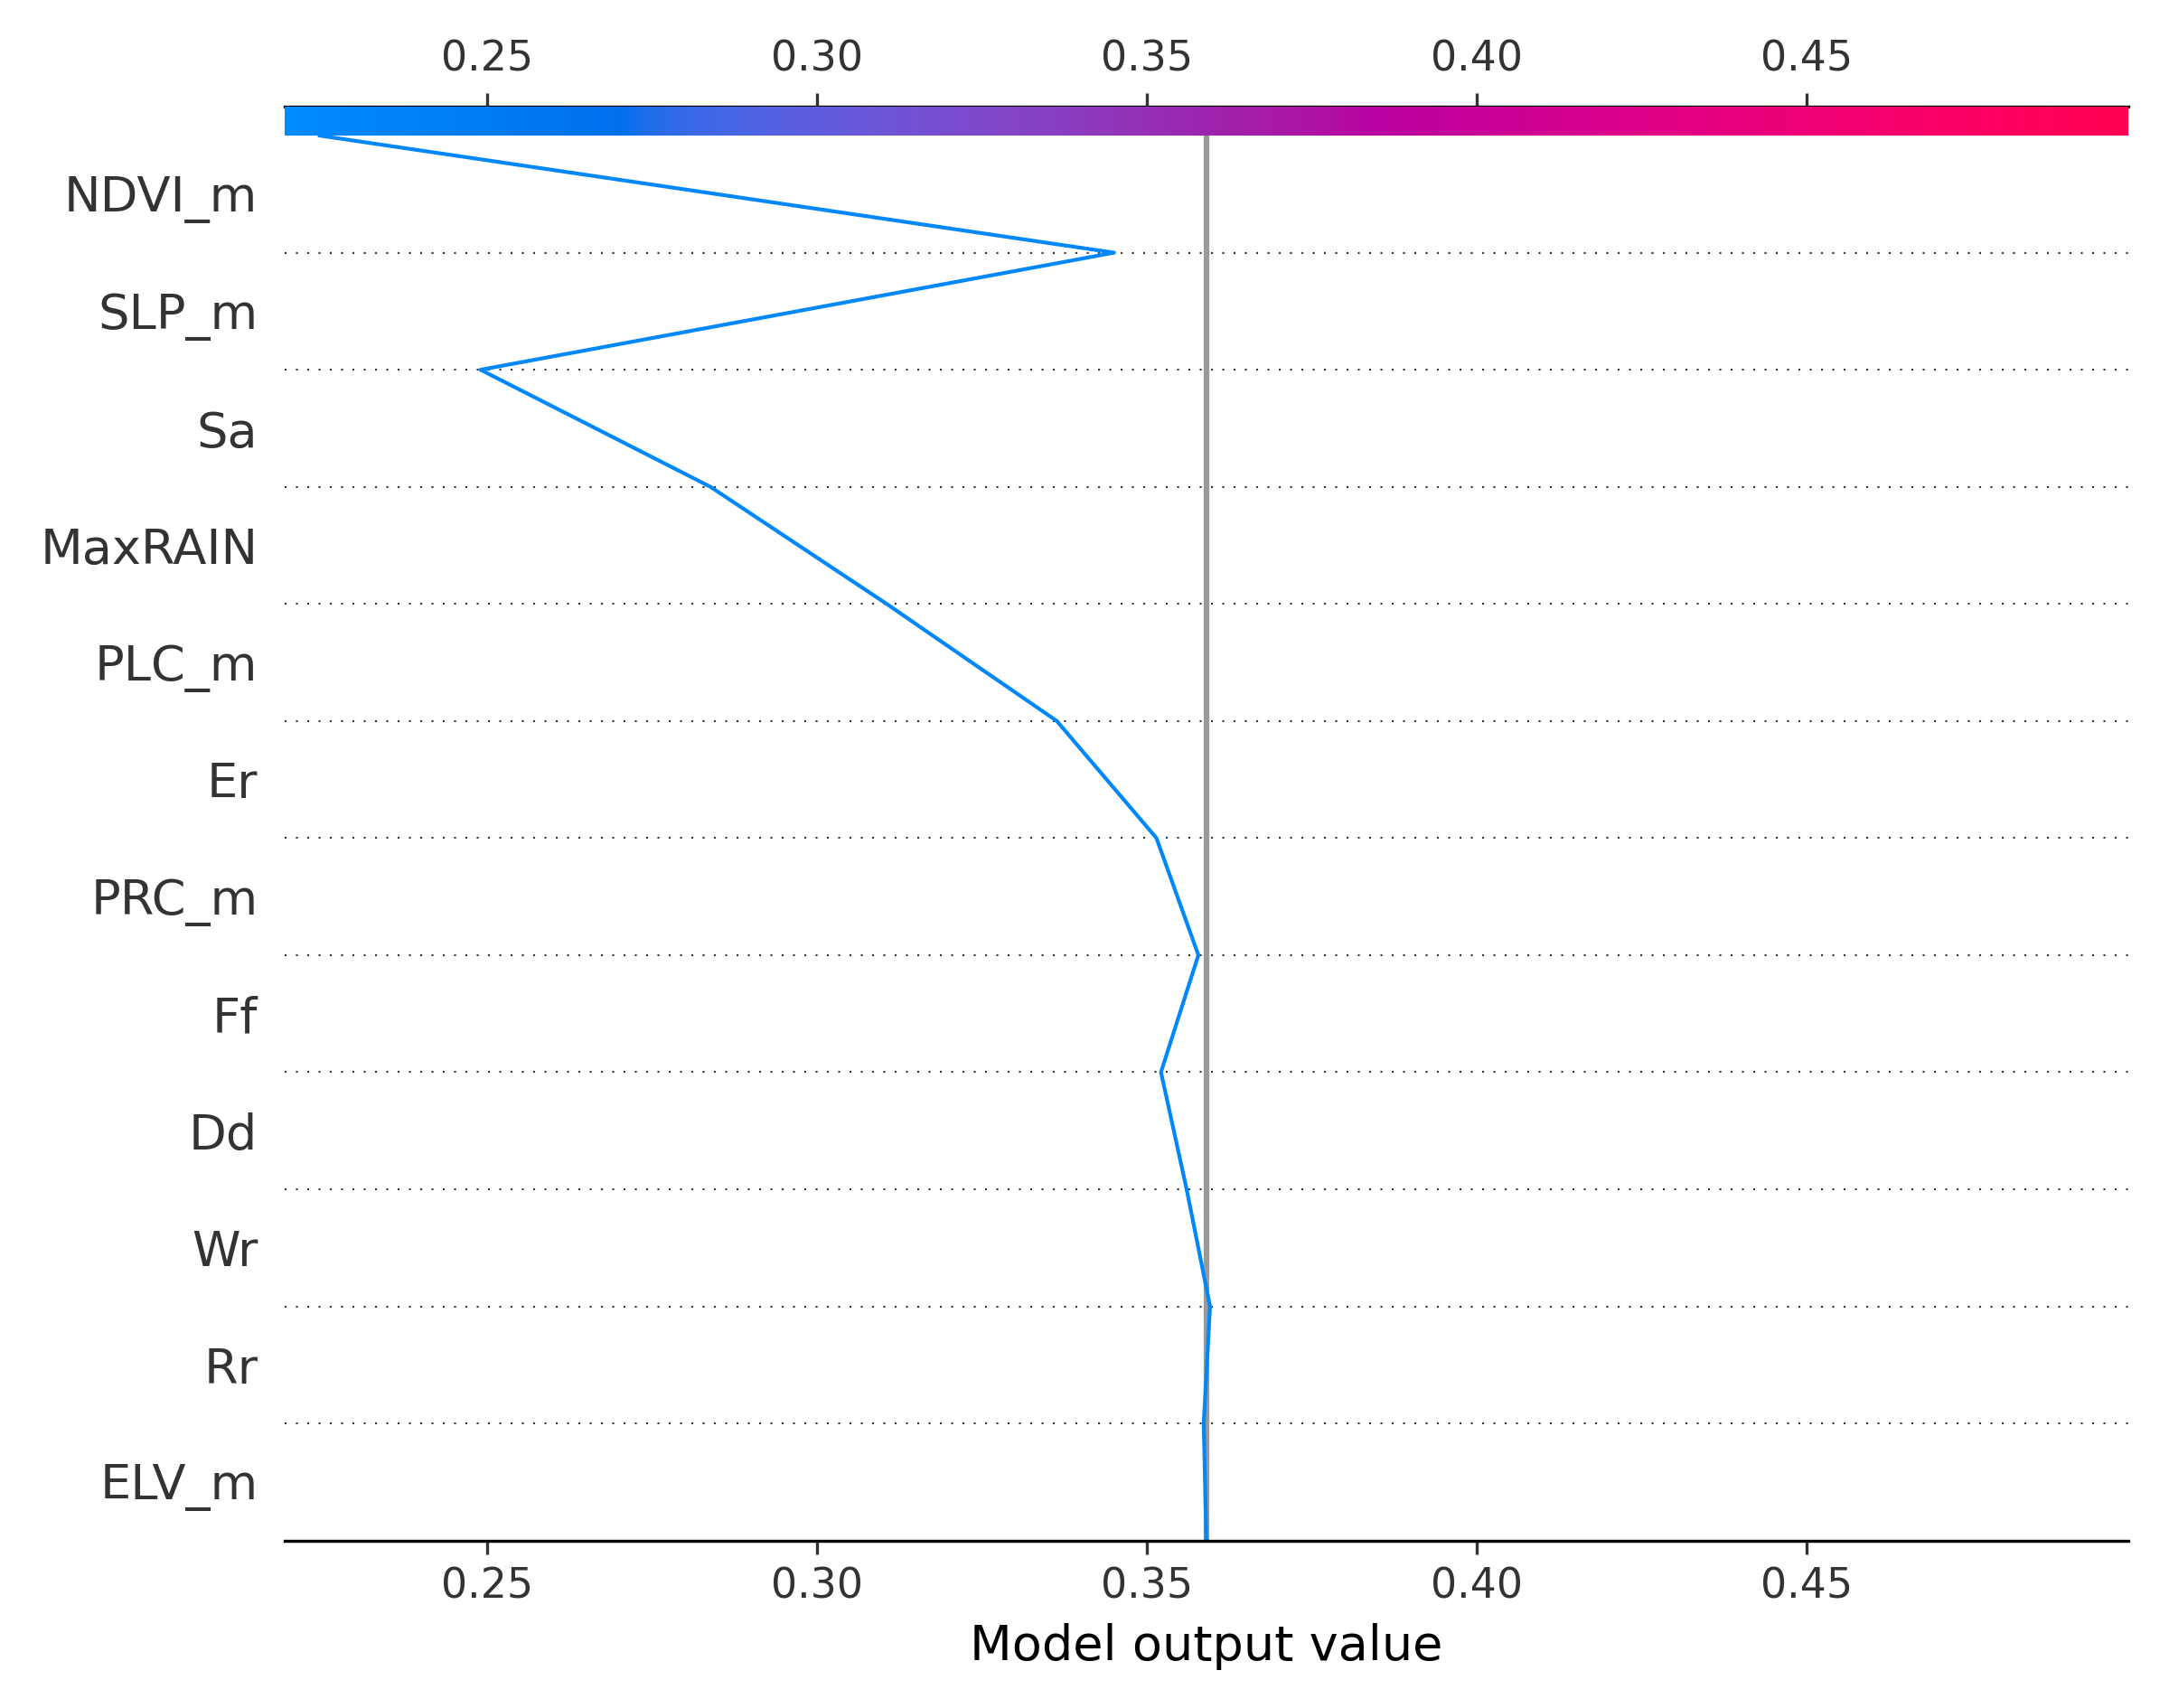 0.25 0.30 0.35 0.40 0.45
NDVI_m
SLP_m
Sa
MaxRAIN
PLC_m
Er
PRC_m
Ff
Dd
Wr
Rr
ELV_m
0.25 0.30 0.35 0.40 0.45
Model output value